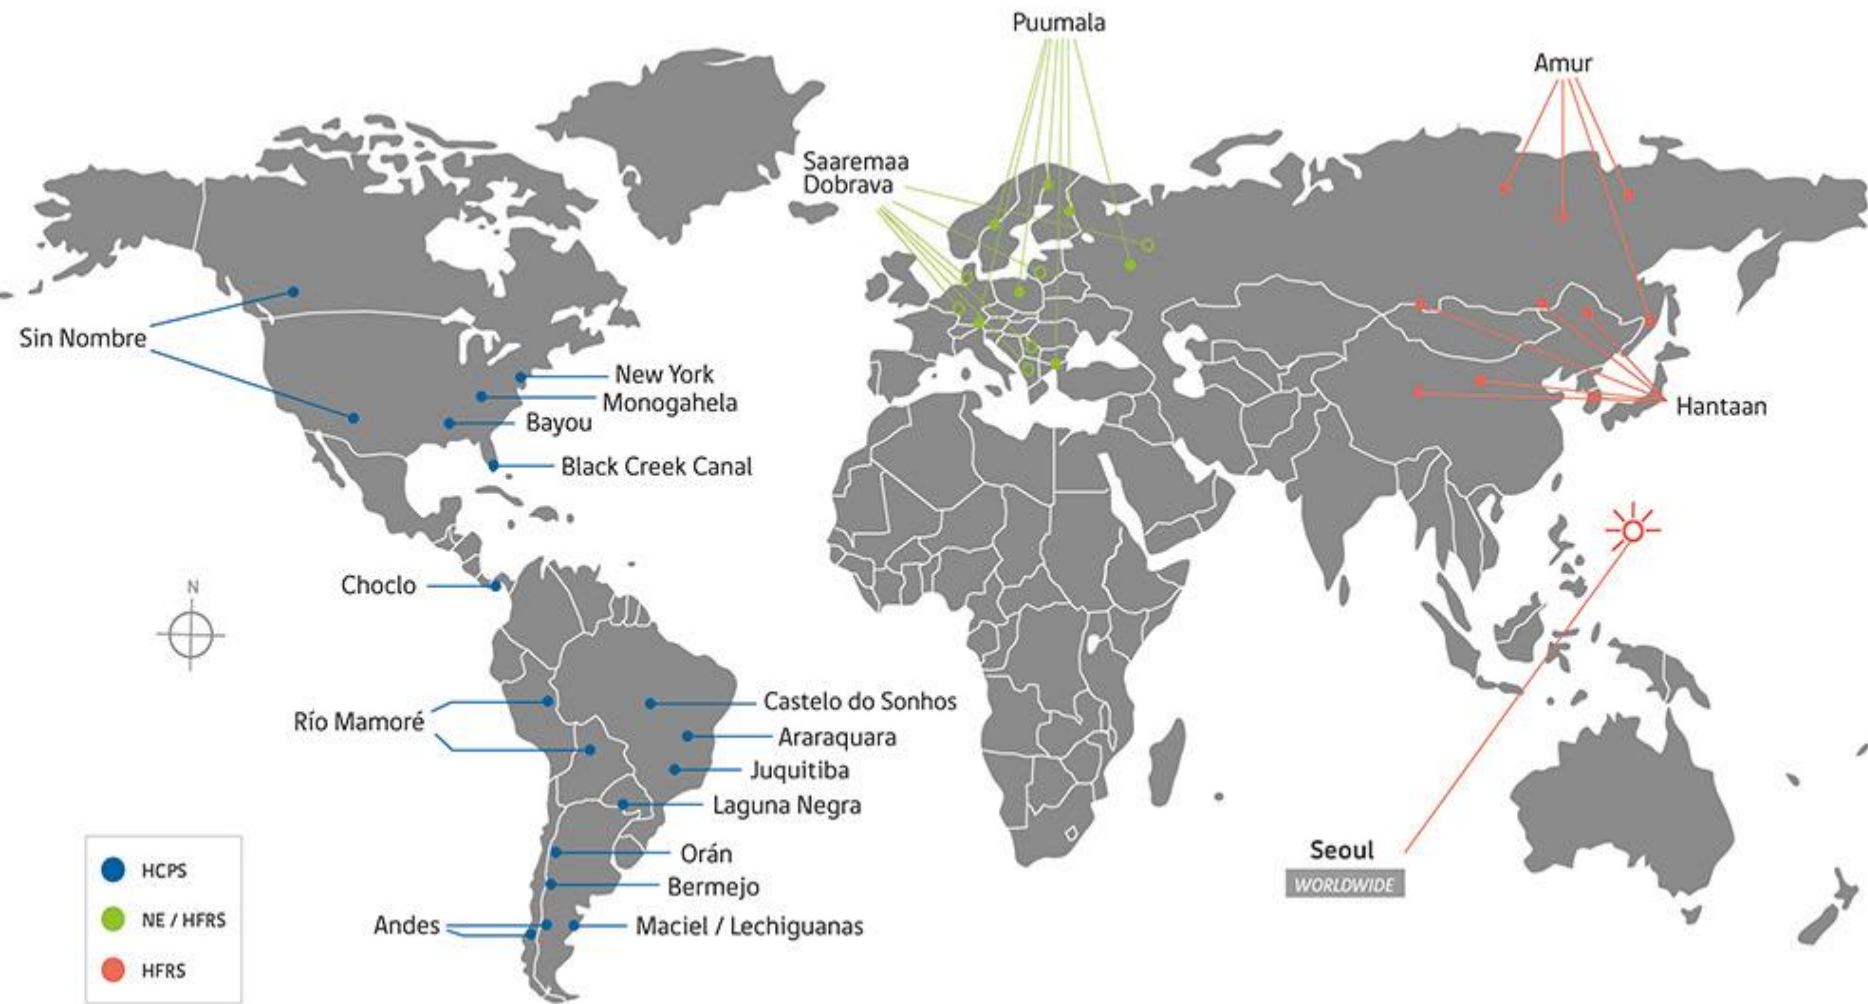 Puumala
Amur
Saaremaa
Dobrava
Sin Nombre
New York
Monogahela
Bayou
Black Creek Canal
Hantaan
Choclo
N
Río Mamoré
Castelo do Sonhos
Araraquara
Juquitiba
Laguna Negra
Orán
Bermejo
Andes
Maciel / Lechiguanas
Seoul
WORLDWIDE
HCPS
NE / HFRS
HFRS